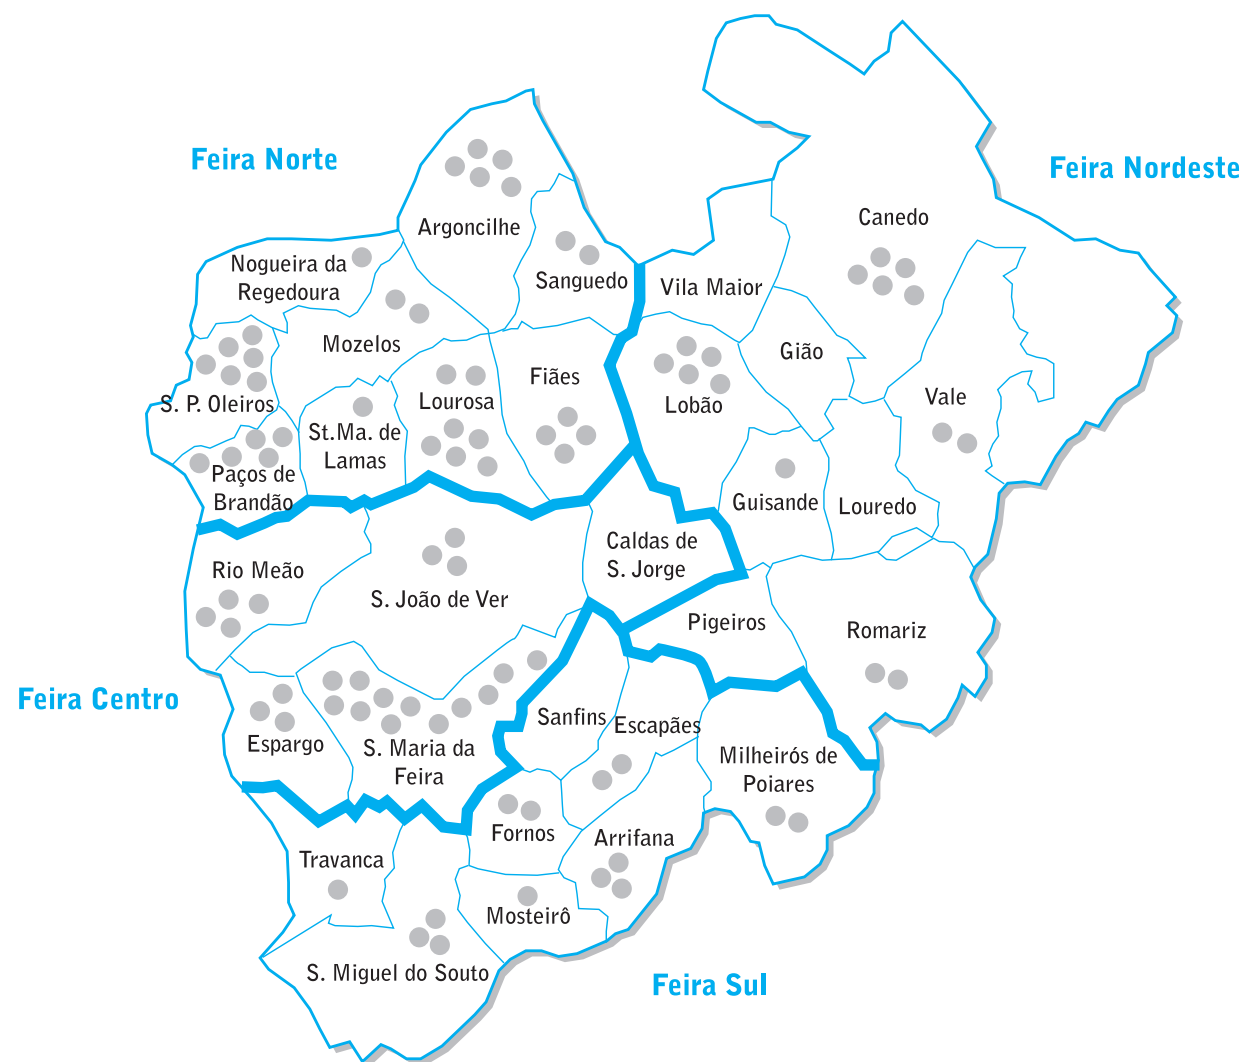 Feira Norte
Feira Nordeste
Argoncilhe
Canedo
Nogueira da
Regedoura
Sanguedo
Vila Maior
Mozelos
Gião
Fiães
S. P. Oleiros
Lourosa
Lobão
Vale
St.Ma. de
Lamas
Paços de
Brandão
Guisande
Louredo
Caldas de
S. Jorge
Rio Meão
S. João de Ver
Pigeiros
Romariz
Feira Centro
Espargo
S. Maria da
Feira
Sanfins
Escapães
Milheirós de
Poiares
Fornos
Arrifana
Travanca
Mosteirô
S. Miguel do Souto
Feira Sul